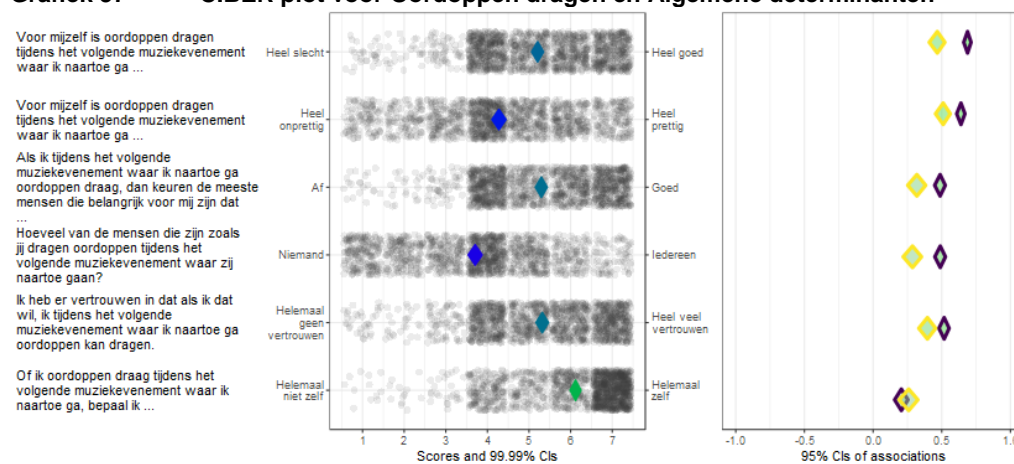 Voor mijzelf is oordoppen dragen
tijdens het volgende muziekevenement
waar ik naartoe ga ...
Heel slecht
Heel goed
Voor mijzelf is oordoppen dragen
tijdens het volgende muziekevenement
waar ik naartoe ga ...
Heel
onprettig
Heel
prettig
Als ik tijdens het volgende
muziekevenement waar ik naartoe ga
oordoppen draag, dan keuren de meeste
mensen die belangrijk voor mij zijn dat
...
Af
Goed
Hoeveel van de mensen die zijn zoals
jij dragen oordoppen tijdens het
volgende muziekevenement waar zij
naartoe gaan?
Niemand
Iedereen
Ik heb er vertrouwen in dat als ik dat
wil, ik tijdens het volgende
muziekevenement waar ik naartoe ga
oordoppen kan dragen.
Helemaal
geen
vertrouwen
Heel veel
vertrouwen
Of ik oordoppen draag tijdens het
volgende muziekevenement waar ik
naartoe ga, bepaal ik ...
Helemaal
niet zelf
Helemaal
zelf
1 2 3 4 5 6 7
Scores and 99.99% CIs
-1.0 -0.5 0.0 0.5 1.0
95% CIs of associations